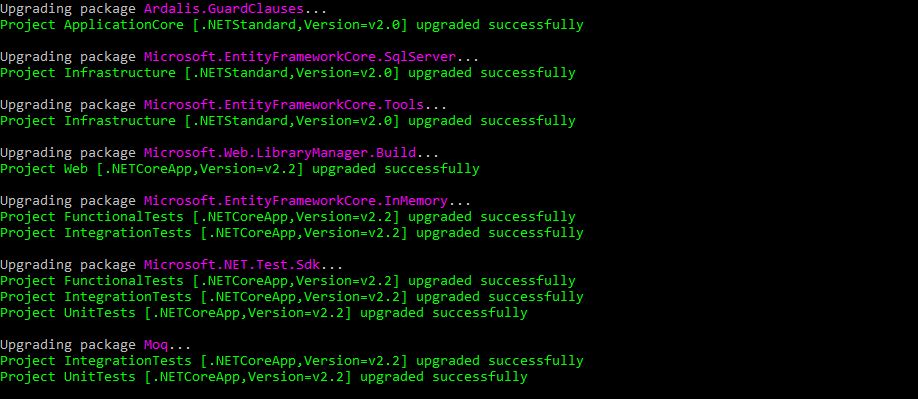 Upgrading package Ardalis.GuardClauses...
Project ApplicationCore [.NETStandard,Version=v2.0] upgraded successfully
Upgrading package Microsoft.EntityFrameworkCore.SqlServer...
Project Infrastructure [.NETStandard,Version=v2.0] upgraded successfully
Upgrading package Microsoft.EntityFrameworkCore.Tools...
Project Infrastructure [.NETStandard,Version=v2.0] upgraded successfully
Upgrading package Microsoft.Web.LibraryManager.Build...
Project Web [.NETCoreApp,Version=v2.2] upgraded successfully
Upgrading package Microsoft.EntityFrameworkCore.InMemory...
Project FunctionalTests [.NETCoreApp,Version=v2.2] upgraded successfully
Project IntegrationTests [.NETCoreApp,Version=v2.2] upgraded successfully
Upgrading package Microsoft.NET.Test.Sdk...
Project FunctionalTests [.NETCoreApp,Version=v2.2] upgraded successfully
Project IntegrationTests [.NETCoreApp,Version=v2.2] upgraded successfully
Project UnitTests [.NETCoreApp,Version=v2.2] upgraded successfully
Upgrading package Moq...
Project IntegrationTests [.NETCoreApp,Version=v2.2] upgraded successfully
Project UnitTests [.NETCoreApp,Version=v2.2] upgraded successfully